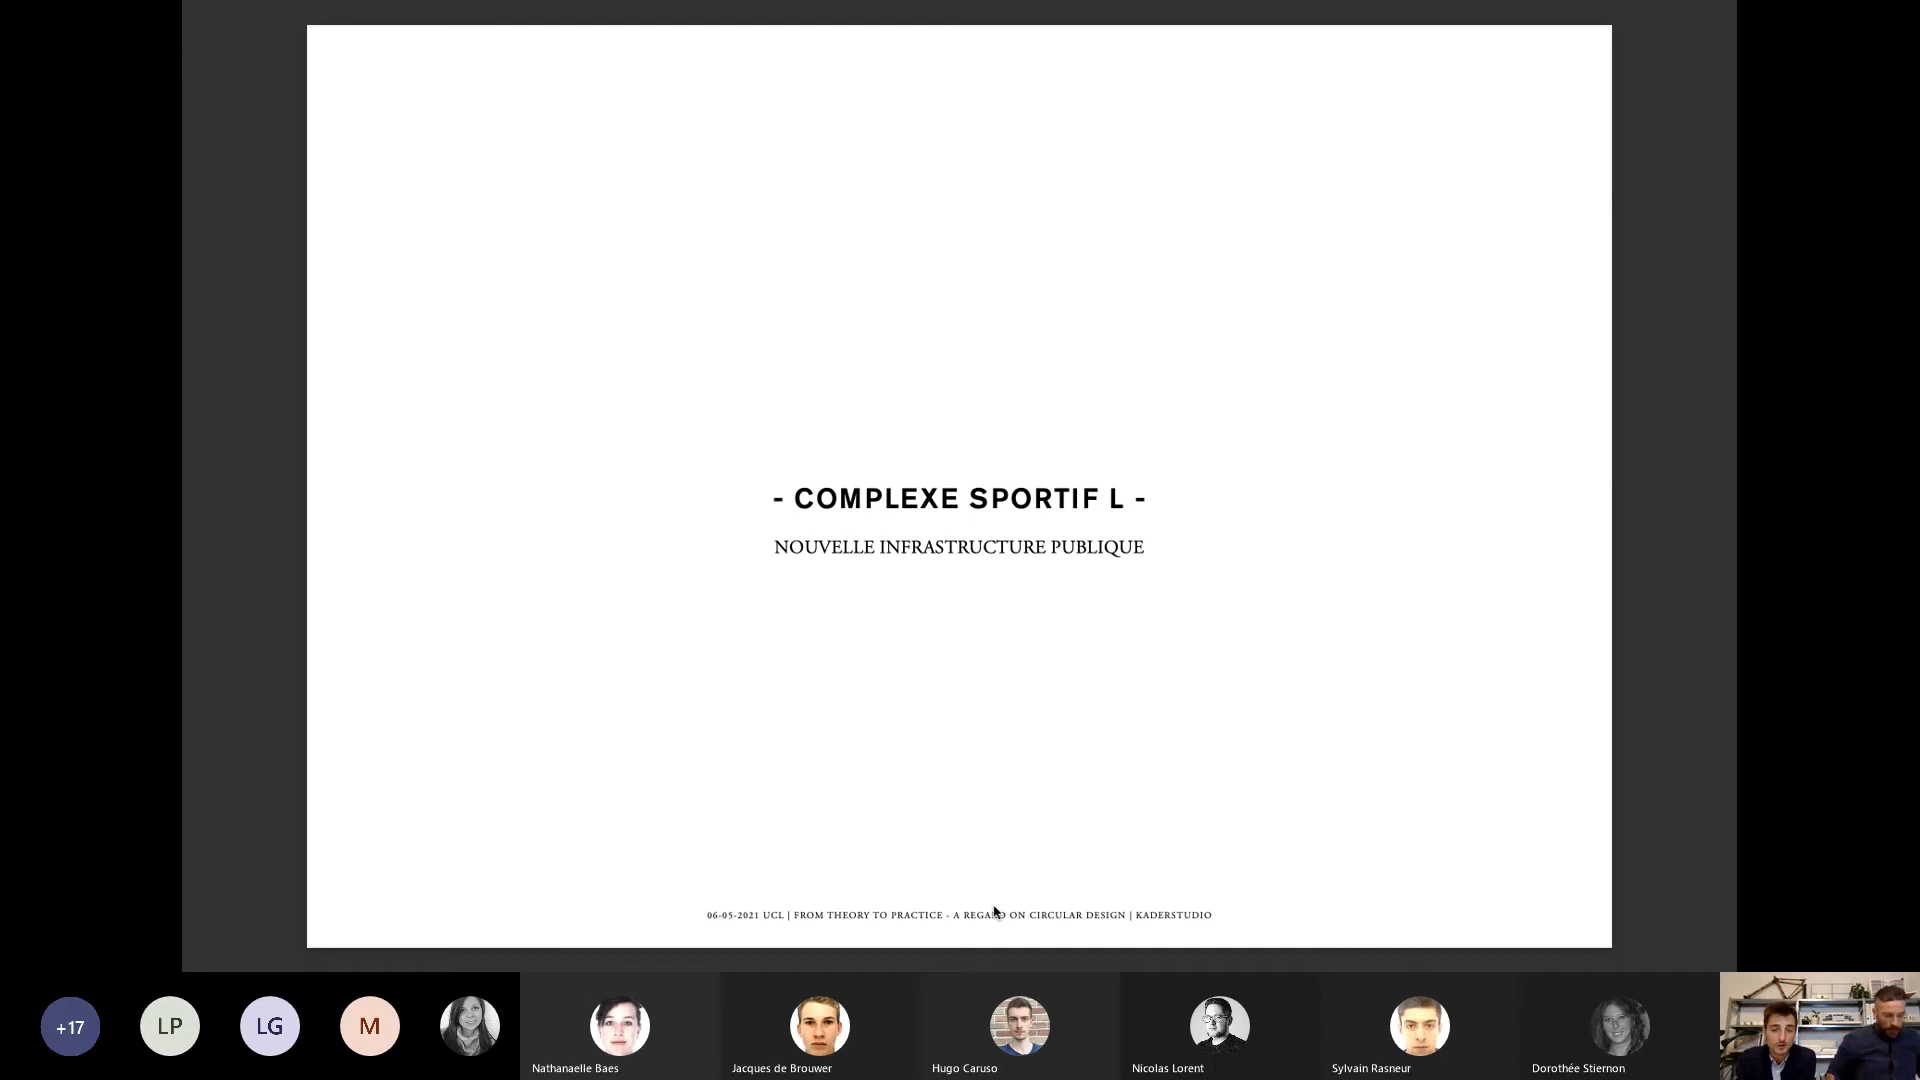 - COMPLEXE SPORTIF L -
NOUVELLE INFRASTRUCTURE PUBLIQUE
06-05-2021 UCL | FROM THEORY TO PRACTICE - A REGARD ON CIRCULAR DESIGN | KADERSTUDIO
+17
LP
LG
M
Nathanaelle Baes
Jacques de Brouwer
Hugo Caruso
Nicolas Lorent
Sylvain Rasneur
Dorothée Stiernon